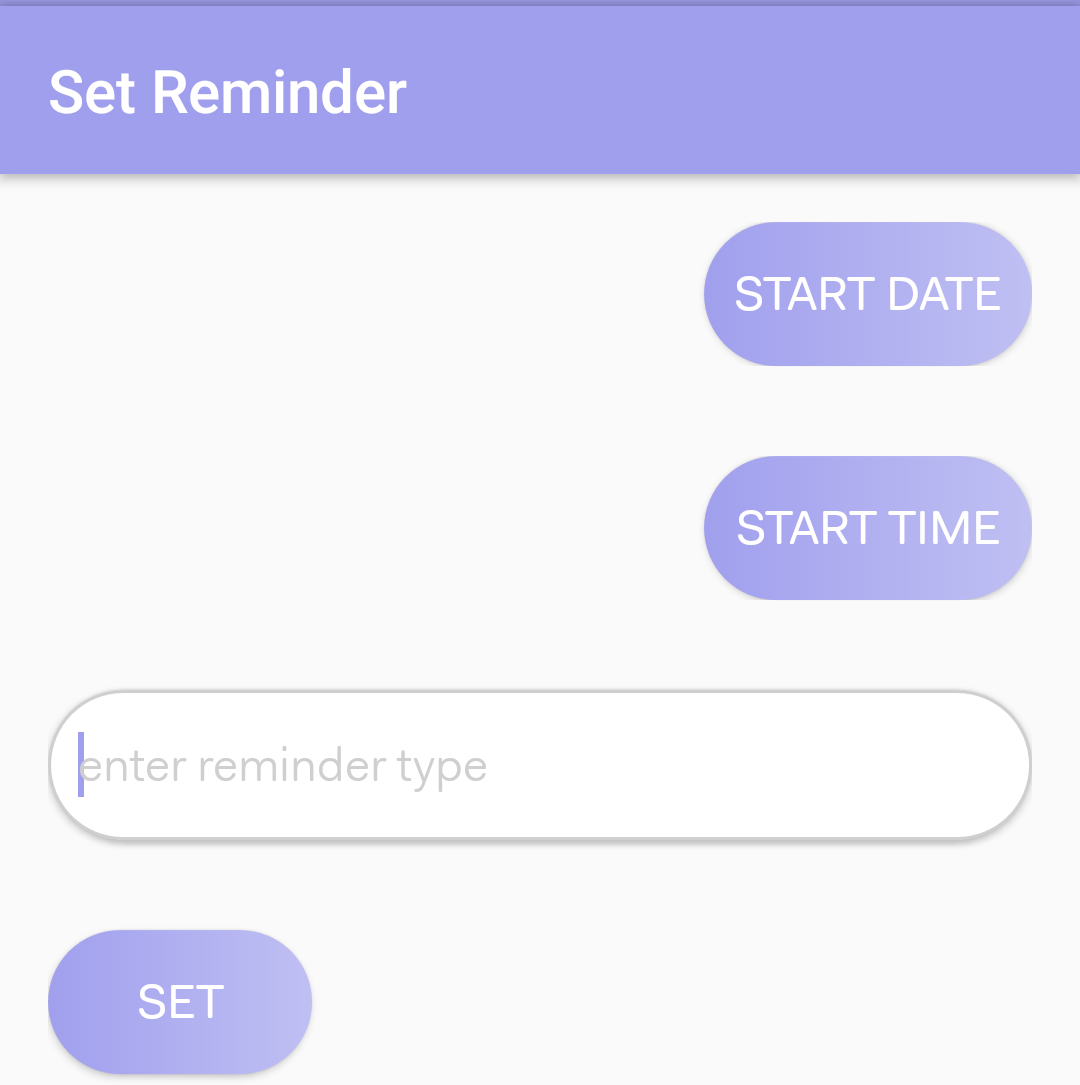 Set Reminder
START DATE
START TIME
enter reminder type
SET